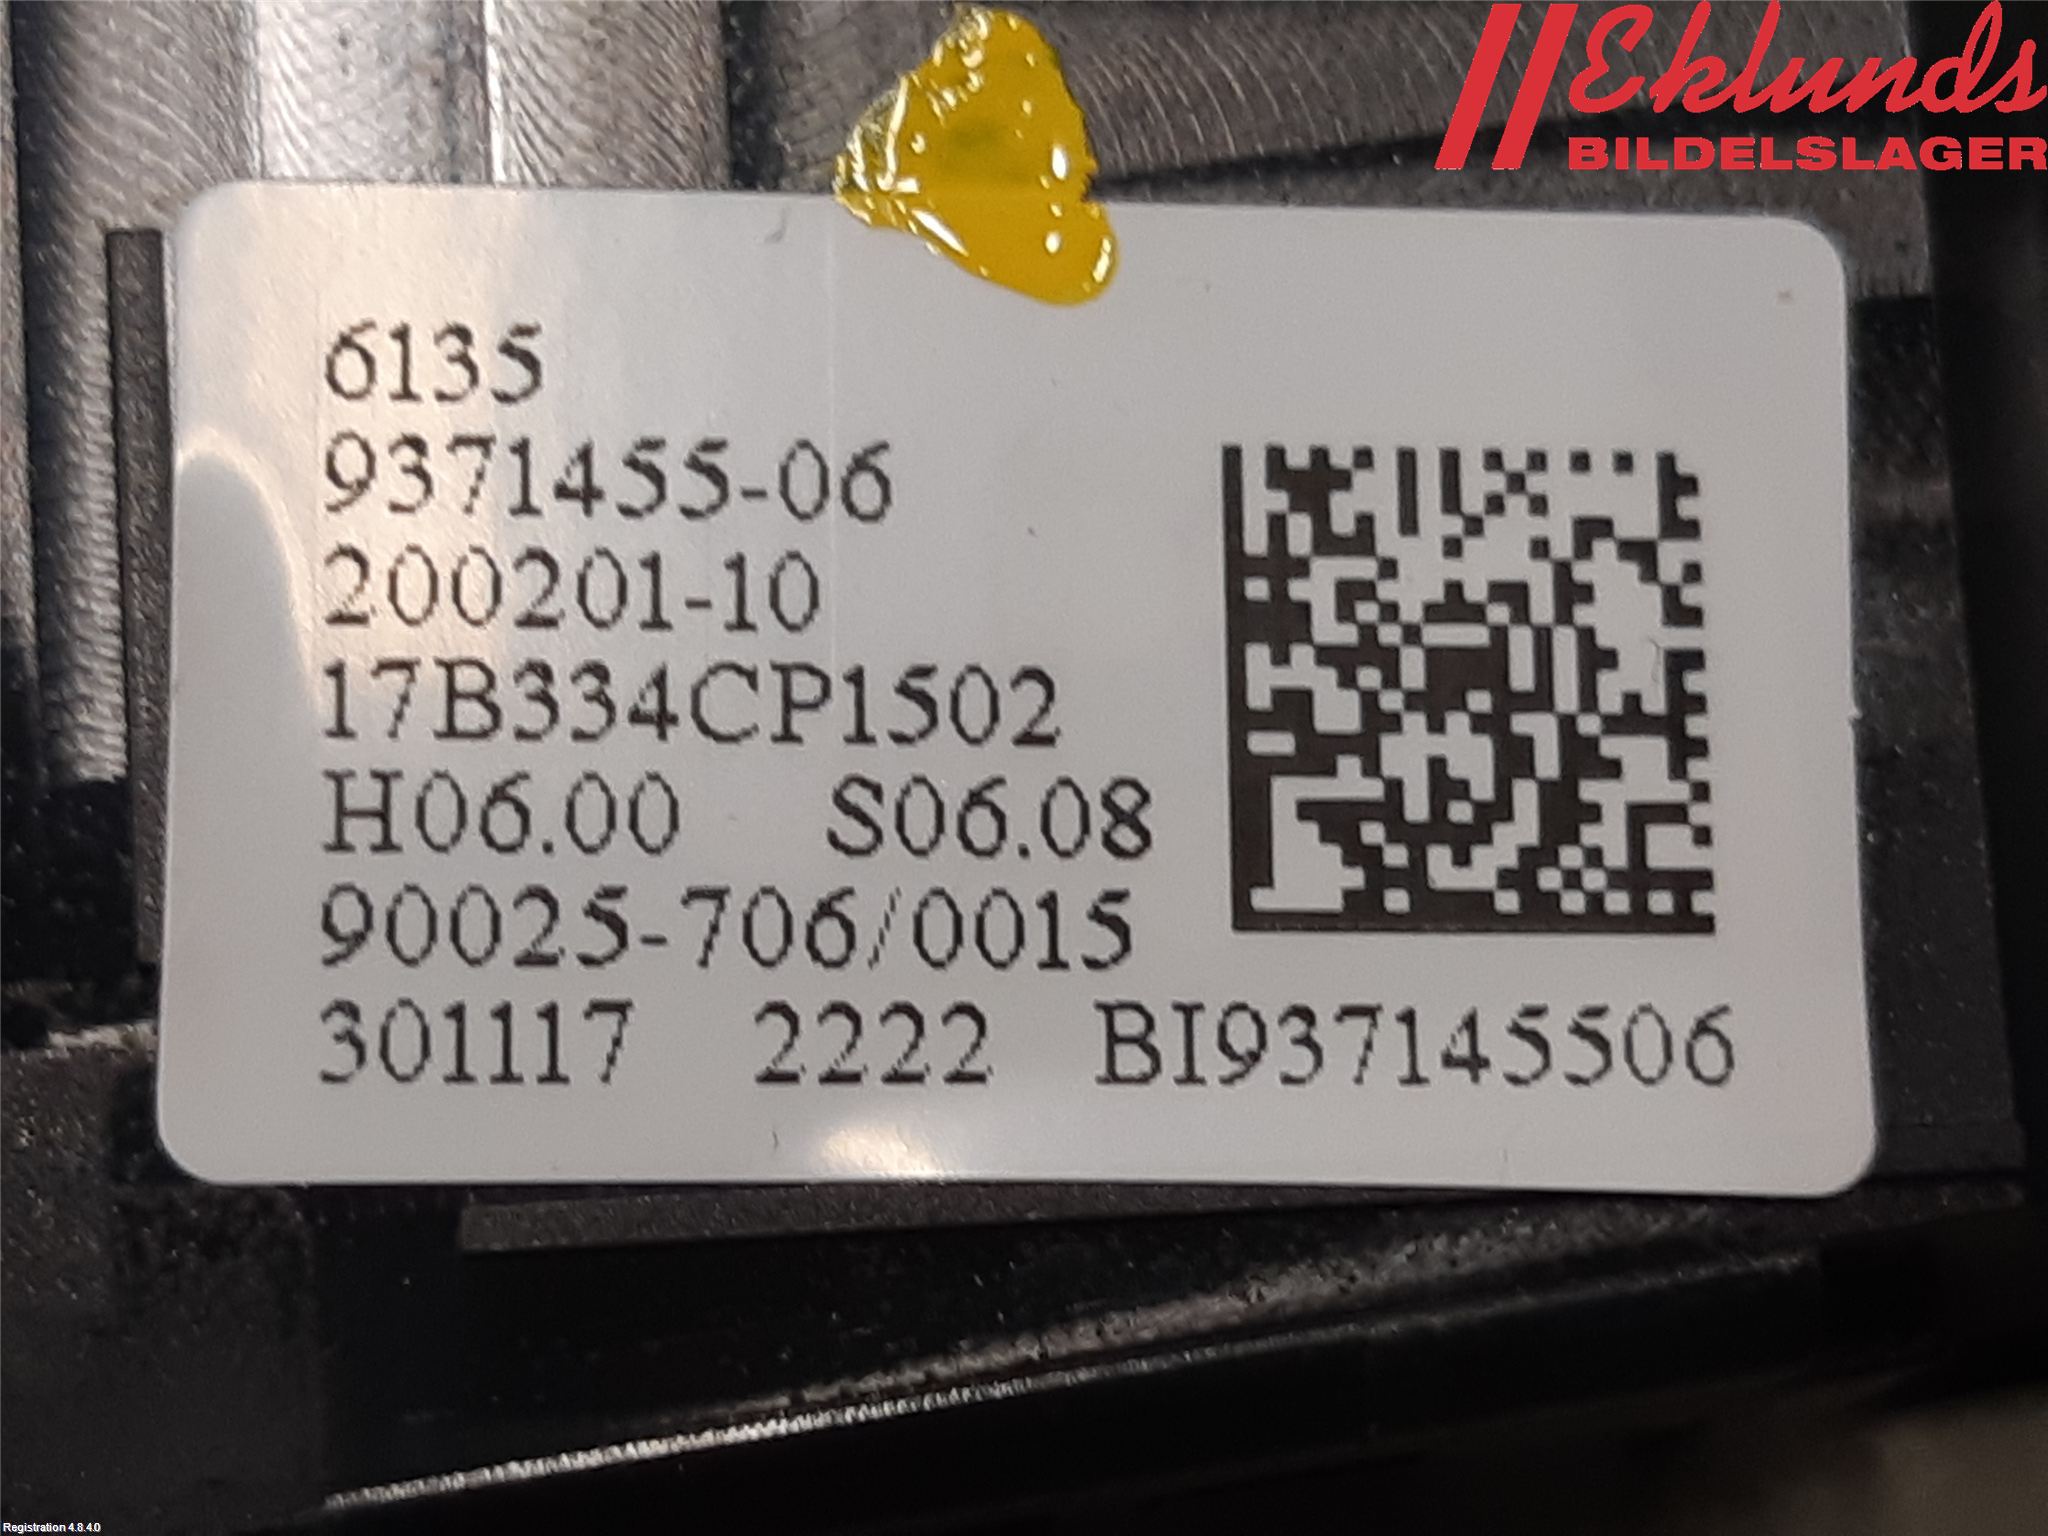 Eklunds
BILDELSLAGER
6135
9371455-06
200201-10
17B334CP1502
H06.00 S06.08
90025-706/0015
301117 2222 BI937145506
Registration 4.8.4.0